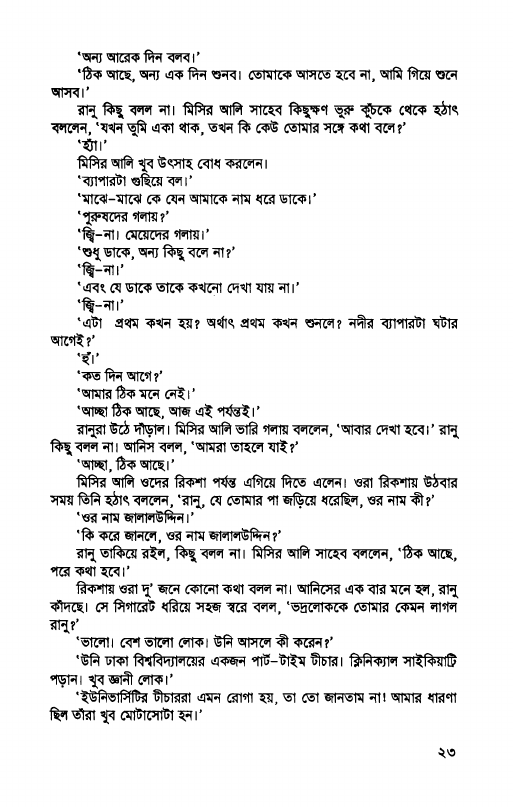 ‘অন্য আরেক দিন বলব।’
‘ঠিক আছে, অন্য এক দিন শুনব। তোমাকে আসতে হবে না, আমি গিয়ে শুনে
আসব।’
রানু কিছু বলল না। মিসির আলি সাহেব কিছুক্ষণ ভুরু কুঁচকে থেকে হঠাৎ
বললেন, ‘যখন তুমি একা থাক, তখন কি কেউ তোমার সঙ্গে কথা বলে?’
‘হ্যাঁ।’
মিসির আলি খুব উৎসাহ বোধ করলেন।
‘ব্যাপারটা গুছিয়ে বল।’
‘মাঝে–মাঝে কে যেন আমাকে নাম ধরে ডাকে।’
‘পুরুষদের গলায়?’
‘জ্বি–না। মেয়েদের গলায়।’
‘শুধু ডাকে, অন্য কিছু বলে না?’
‘জ্বি–না।’
‘এবং যে ডাকে তাকে কখনো দেখা যায় না।’
‘জ্বি–না।’
‘এটা প্রথম কখন হয়? অর্থাৎ প্রথম কখন শুনলে? নদীর ব্যাপারটা ঘটার
আগেই?’
‘হুঁ।’
‘কত দিন আগে?’
‘আমার ঠিক মনে নেই।’
‘আচ্ছা ঠিক আছে, আজ এই পর্যন্তই।’
রানুরা উঠে দাঁড়াল। মিসির আলি ভারি গলায় বললেন, ‘আবার দেখা হবে।’ রানু
কিছু বলল না। আনিস বলল, ‘আমরা তাহলে যাই?’
‘আচ্ছা, ঠিক আছে।’
মিসির আলি ওদের রিকশা পর্যন্ত এগিয়ে দিতে এলেন। ওরা রিকশায় উঠবার
সময় তিনি হঠাৎ বললেন, ‘রানু, যে তোমার পা জড়িয়ে ধরেছিল, ওর নাম কী?’
‘ওর নাম জালালউদ্দিন।’
‘কি করে জানলে, ওর নাম জালালউদ্দিন?’
রানু তাকিয়ে রইল, কিছু বলল না। মিসির আলি সাহেব বললেন, ‘ঠিক আছে,
পরে কথা হবে।’
রিকশায় ওরা দু’ জনে কোনো কথা বলল না। আনিসের এক বার মনে হল, রানু
কাঁদছে। সে সিগারেট ধরিয়ে সহজ স্বরে বলল, ‘ভদ্রলোককে তোমার কেমন লাগল
রানু?’
‘ভালো। বেশ ভালো লোক। উনি আসলে কী করেন?’
‘উনি ঢাকা বিশ্ববিদ্যালয়ের একজন পার্ট–টাইম টীচার। ক্লিনিক্যাল সাইকিয়াট্রি
পড়ান। খুব জ্ঞানী লোক।’
‘ইউনিভার্সিটির টীচাররা এমন রোগা হয়, তা তো জানতাম না! আমার ধারণা
ছিল তাঁরা খুব মোটাসোটা হন।’
২৩